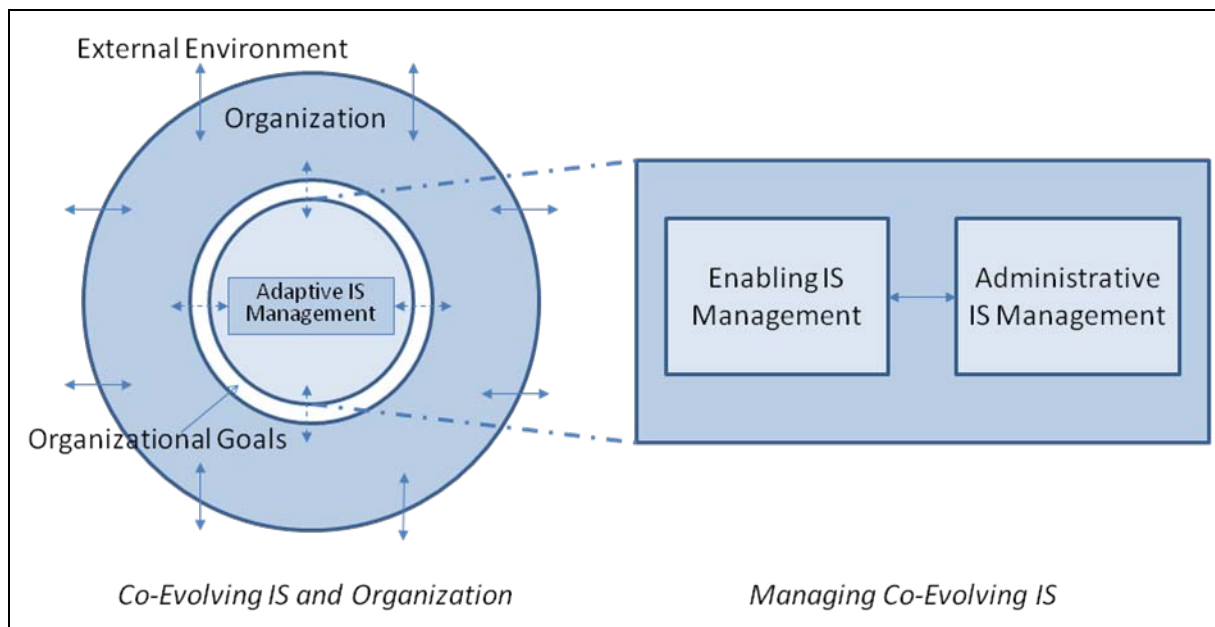 External Environment
Organization
Adaptive IS
Management
Organizational Goals
Enabling IS
Management
Administrative
IS Management
Co-Evolving IS and Organization
Managing Co-Evolving IS